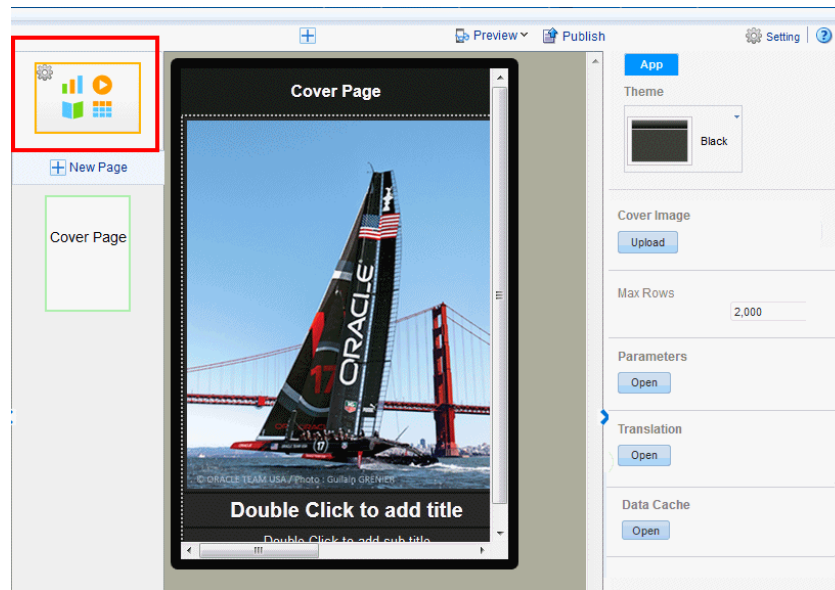 Preview
Publish
Setting
?
App
Theme
Black
New Page
Cover Page
Cover Page
ORACLE
17
ORACLE
17
© ORACLE TEAM USA / Photo : Guilain GRENIER
Double Click to add title
Double Click to add sub title
Cover Image
Upload
Max Rows
2,000
Parameters
Open
Translation
Open
Data Cache
Open